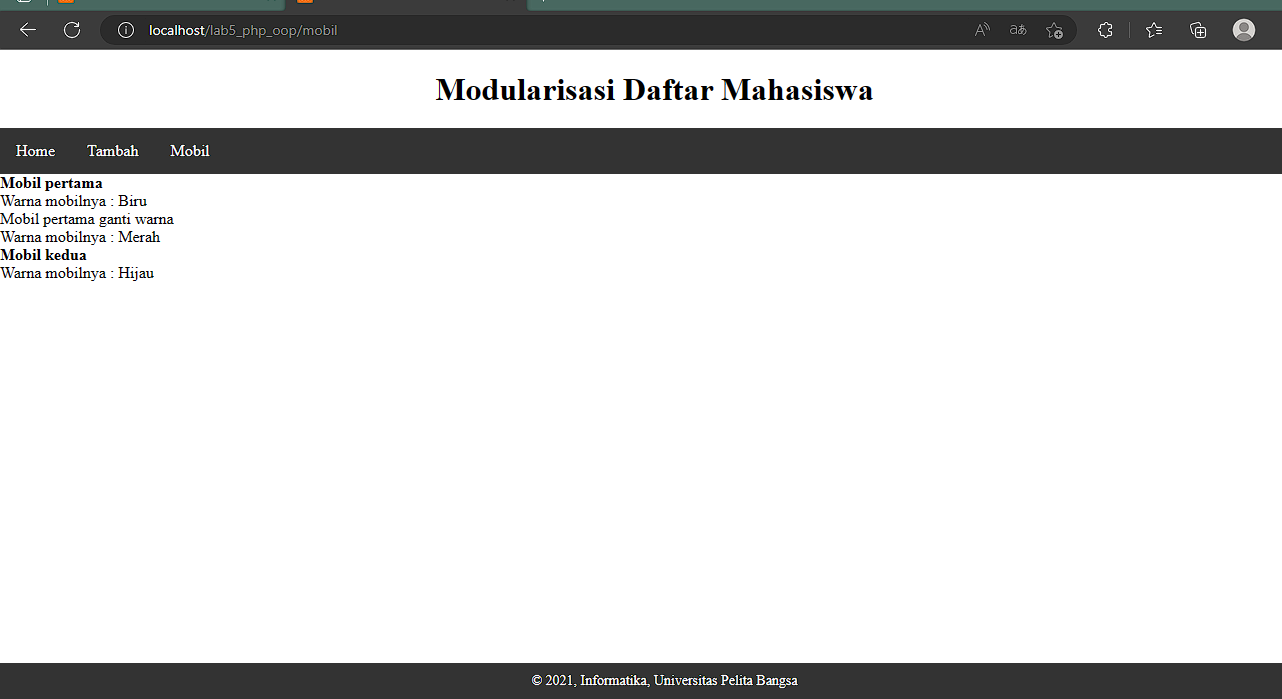 localhost/lab5_php_oop/mobil
Modularisasi Daftar Mahasiswa
Home Tambah Mobil
Mobil pertama
Warna mobilnya : Biru
Mobil pertama ganti warna
Warna mobilnya : Merah
Mobil kedua
Warna mobilnya : Hijau
© 2021, Informatika, Universitas Pelita Bangsa